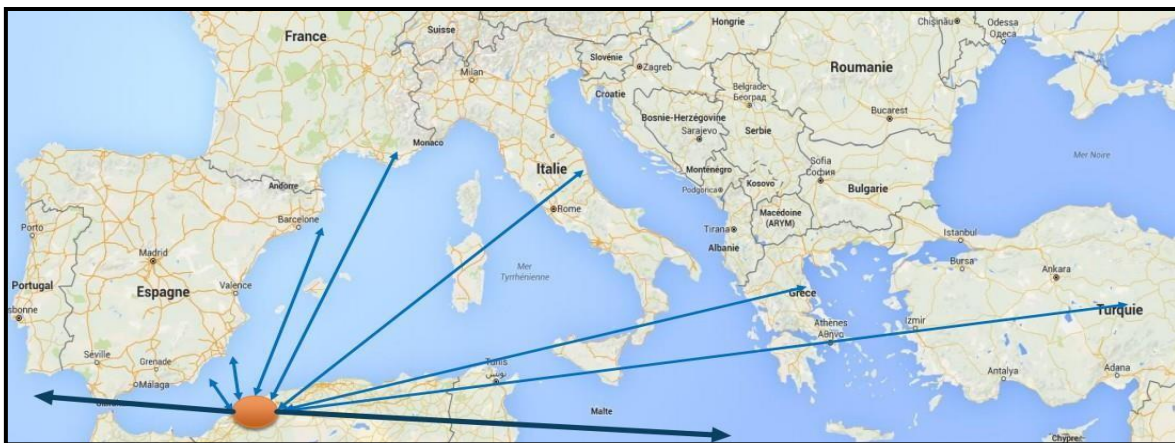 France
Suisse
Milan
Slovénie
Zagreb
Croatie
Hongrie
Chișinău
Odessa
Одеса
Roumanie
Belgrade
Београд
Bucarest
Bosnie-Herzégovine
Sarajevo
Serbie
Monaco
Italie
Monténégro
Podgorica
Kosovo
Sofia
София
Bulgarie
Mer Noire
Andorre
Barcelone
Rome
Macédoine
(ARYM)
Tirana
Albanie
Istanbul
Bursa
Ankara
Porto
Madrid
Portugal
Espagne
Valence
Mer
Tyrrhénienne
Grèce
Turquie
Izmir
Athènes
Αθήνα
sbonne
Séville
Grenade
Málaga
Tunis
تونس
Antalya
Adana
Malte
Chypre